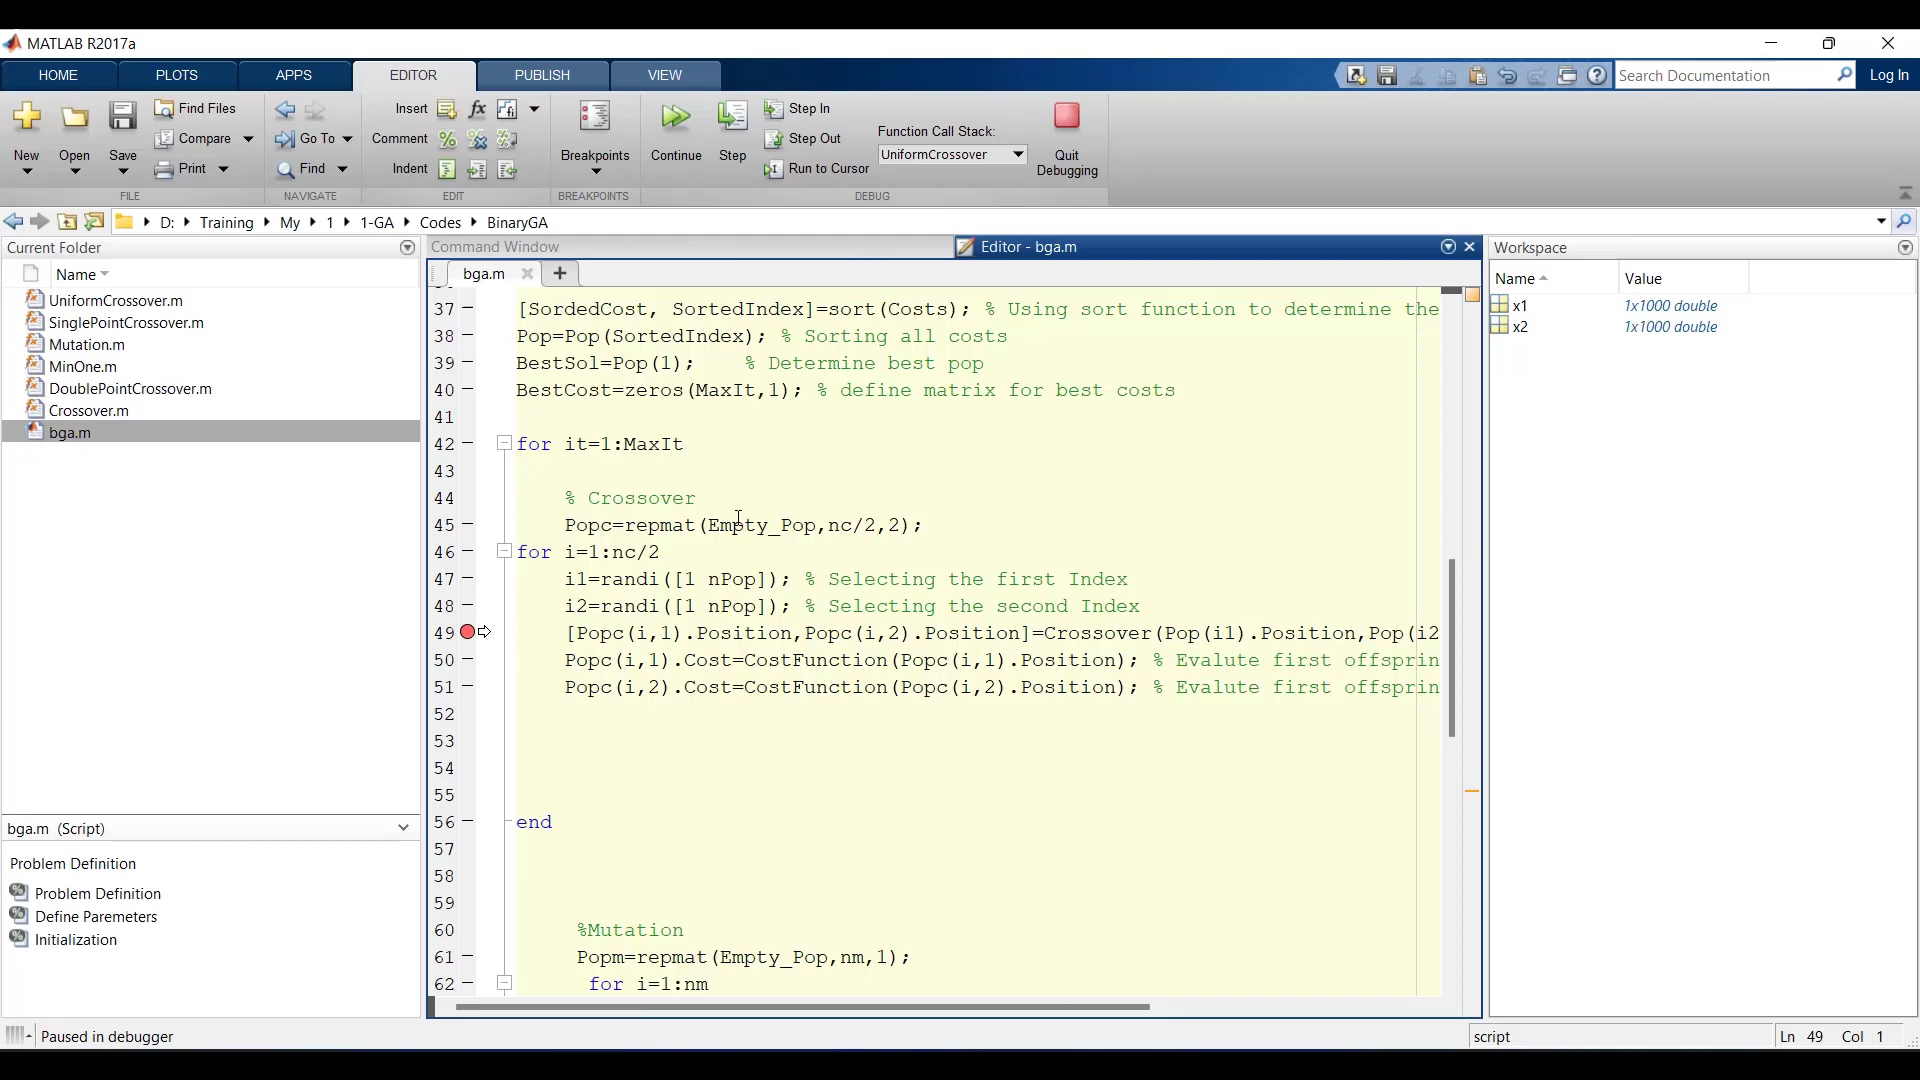 MATLAB R2017a
HOME PLOTS APPS EDITOR PUBLISH VIEW Search Documentation Log In
New Open Save Find Files Compare Print
FILE
Go To Find
NAVIGATE
Insert fx
Comment
Indent
EDIT
Breakpoints
BREAKPOINTS
Continue Step Step In Step Out Run to Cursor
Function Call Stack:
UniformCrossover
Quit Debugging
DEBUG
D: Training My 1 1-GA Codes BinaryGA
Current Folder
Name
UniformCrossover.m
SinglePointCrossover.m
Mutation.m
MinOne.m
DoublePointCrossover.m
Crossover.m
bga.m
bga.m (Script)
Problem Definition
Problem Definition
Define Paremeters
Initialization
Command Window Editor - bga.m
bga.m
37 [SordedCost, SortedIndex]=sort(Costs); % Using sort function to determine the
38 Pop=Pop(SortedIndex); % Sorting all costs
39 BestSol=Pop(1); % Determine best pop
40 BestCost=zeros(MaxIt,1); % define matrix for best costs
41
42 for it=1:MaxIt
43
44 % Crossover
45 Popc=repmat(Empty_Pop,nc/2,2);
46 for i=1:nc/2
47 i1=randi([1 nPop]); % Selecting the first Index
48 i2=randi([1 nPop]); % Selecting the second Index
49 [Popc(i,1).Position,Popc(i,2).Position]=Crossover(Pop(i1).Position,Pop(i2
50 Popc(i,1).Cost=CostFunction(Popc(i,1).Position); % Evalute first offsprin
51 Popc(i,2).Cost=CostFunction(Popc(i,2).Position); % Evalute first offsprin
52
53
54
55
56 end
57
58
59
60 %Mutation
61 Popm=repmat(Empty_Pop,nm,1);
62 for i=1:nm
Workspace
Name Value
x1 1x1000 double
x2 1x1000 double
Paused in debugger
script Ln 49 Col 1